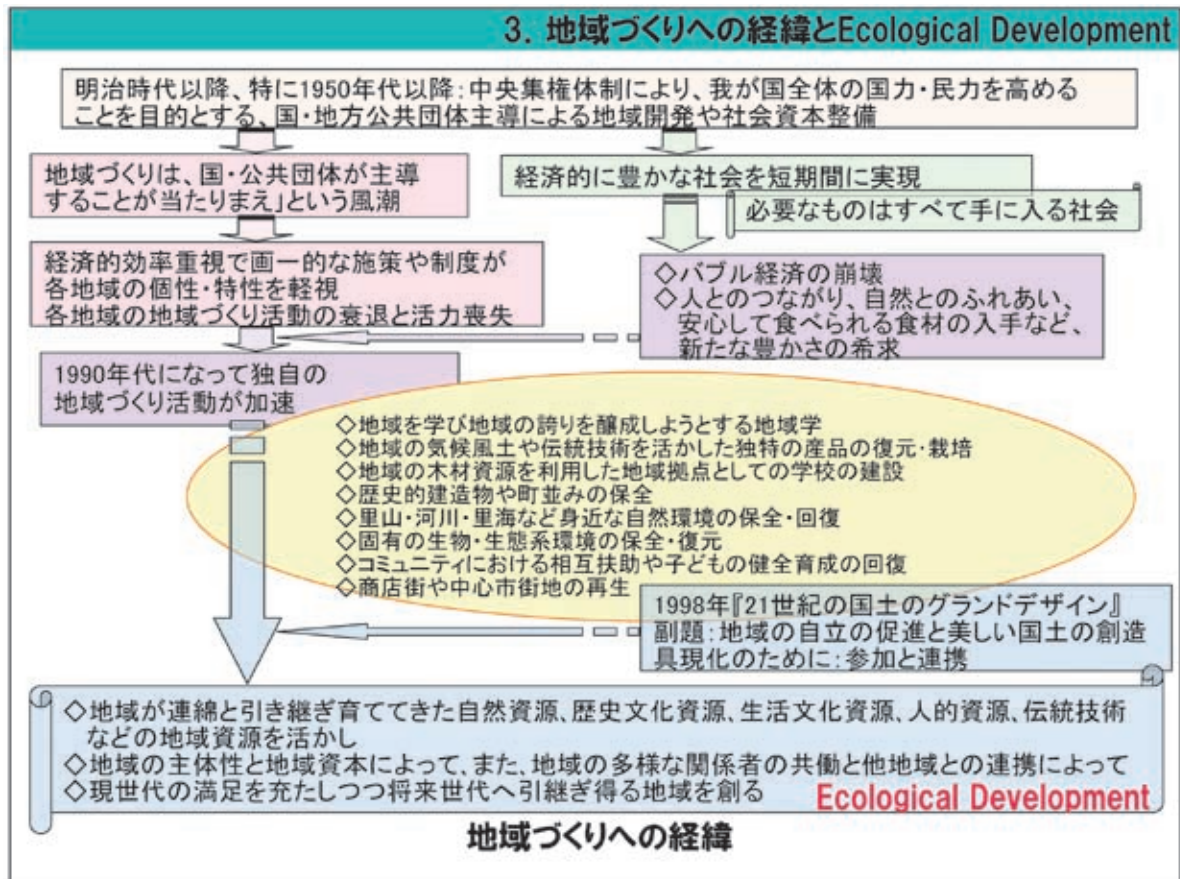 3. 地域づくりへの経緯とEcological Development
明治時代以降、特に1950年代以降:中央集権体制により、我が国全体の国力・民力を高める
ことを目的とする、国・地方公共団体主導による地域開発や社会資本整備
地域づくりは、国・公共団体が主導
することが当たりまえ」という風潮
経済的に豊かな社会を短期間に実現
必要なものはすべて手に入る社会
経済的効率重視で画一的な施策や制度が
各地域の個性・特性を軽視
各地域の地域づくり活動の衰退と活力喪失
◇バブル経済の崩壊
◇人とのつながり、自然とのふれあい、
安心して食べられる食材の入手など、
新たな豊かさの希求
1990年代になって独自の
地域づくり活動が加速
◇地域を学び地域の誇りを醸成しようとする地域学
◇地域の気候風土や伝統技術を活かした独特の産品の復元・栽培
◇地域の木材資源を利用した地域拠点としての学校の建設
◇歴史的建造物や町並みの保全
◇里山・河川・里海など身近な自然環境の保全・回復
◇固有の生物・生態系環境の保全・復元
◇コミュニティにおける相互扶助や子どもの健全育成の回復
◇商店街や中心市街地の再生
1998年『21世紀の国土のグランドデザイン』
副題:地域の自立の促進と美しい国土の創造
具現化のために:参加と連携
◇地域が連綿と引き継ぎ育ててきた自然資源、歴史文化資源、生活文化資源、人的資源、伝統技術
などの地域資源を活かし
◇地域の主体性と地域資本によって、また、地域の多様な関係者の共働と他地域との連携によって
◇現世代の満足を充たしつつ将来世代へ引継ぎ得る地域を創る
Ecological Development
地域づくりへの経緯